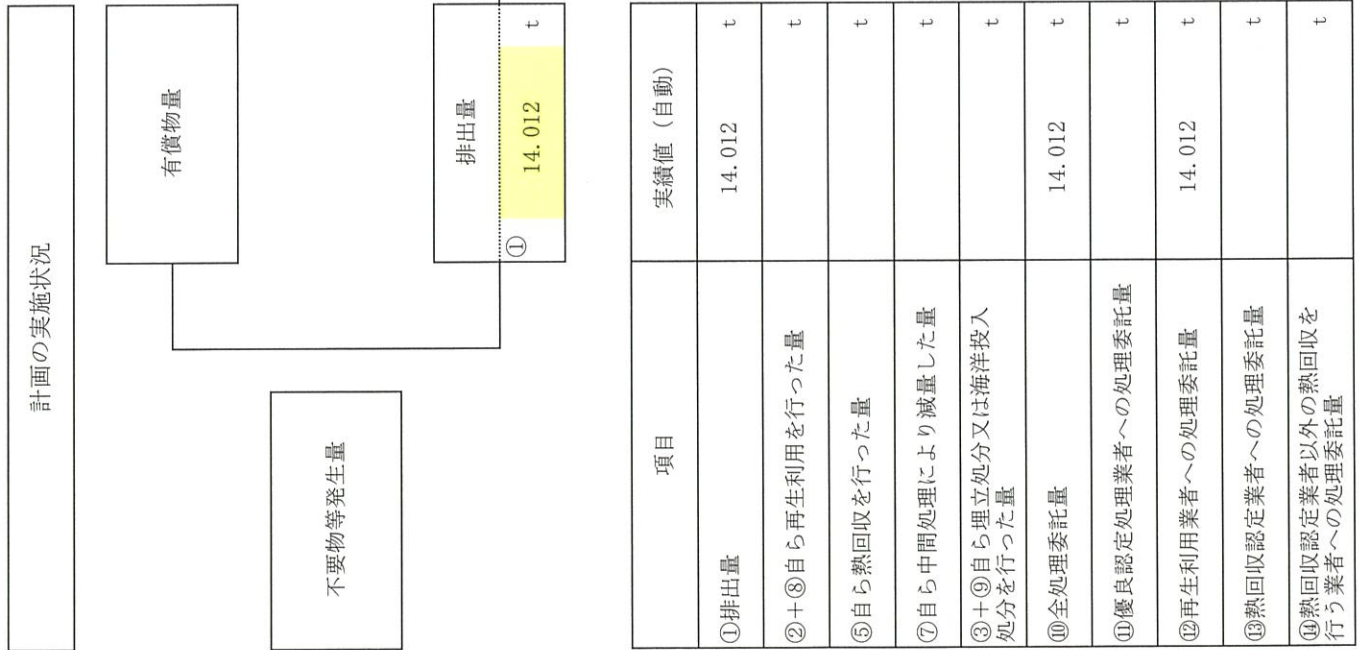 計画の実施状況
有償物量
不要物等発生量
排出量
① 14.012 t
項目 実績値（自動）
①排出量 14.012 t
②＋⑧自ら再生利用を行った量 t
⑤自ら熱回収を行った量 t
⑦自ら中間処理により減量した量 t
③＋⑨自ら埋立処分又は海洋投入
処分を行った量 t
⑩全処理委託量 14.012 t
⑪優良認定処理業者への処理委託量 t
⑫再生利用業者への処理委託量 14.012 t
⑬熱回収認定業者への処理委託量 t
⑭熱回収認定業者以外の熱回収を
行う業者への処理委託量 t